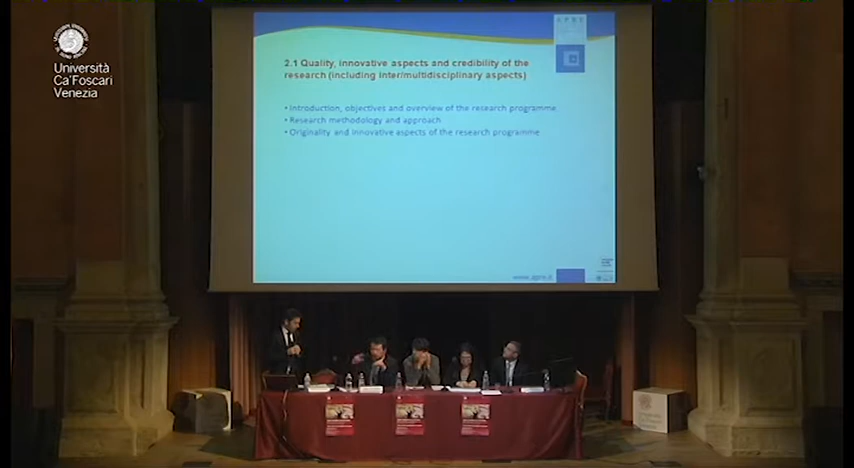 Università
Ca'Foscari
Venezia
APRE
2.1 Quality, innovative aspects and credibility of the
research (including inter/multidisciplinary aspects)
• Introduction, objectives and overview of the research programme
• Research methodology and approach
• Originality and innovative aspects of the research programme
www.apre.it